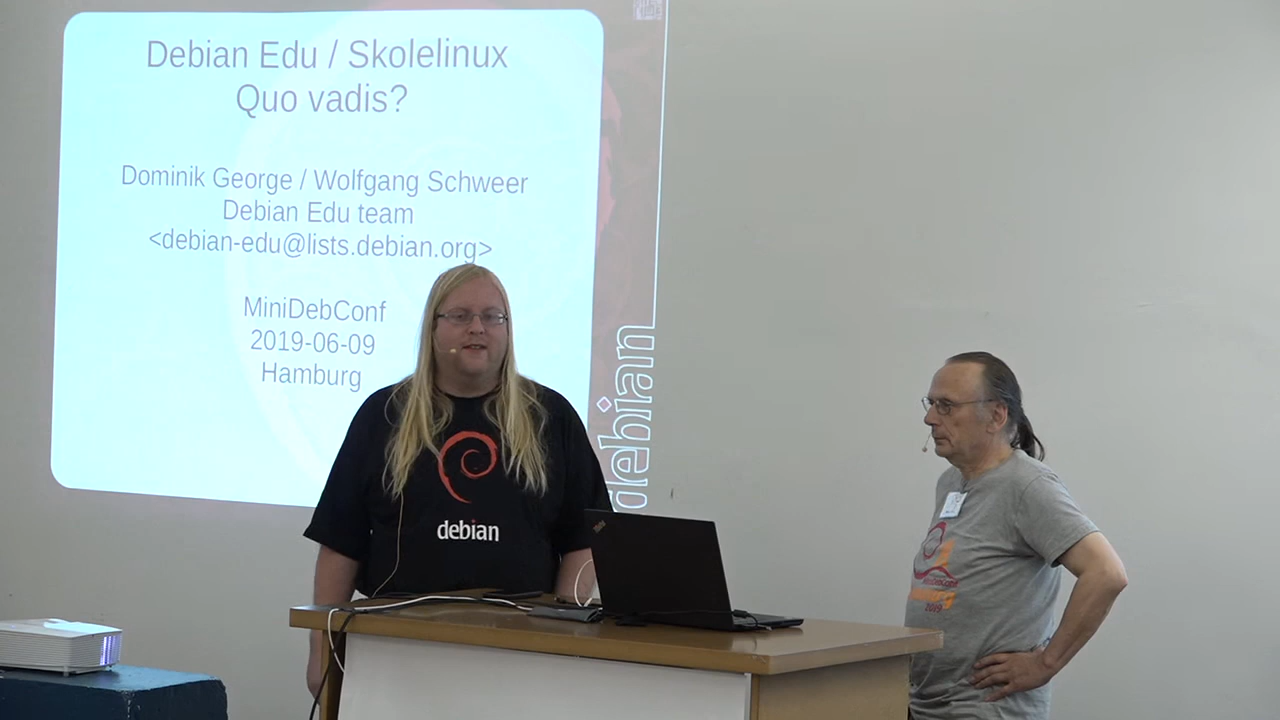 Debian Edu / Skolelinux
Quo vadis?
Dominik George / Wolfgang Schweer
Debian Edu team
<debian-edu@lists.debian.org>
MiniDebConf
2019-06-09
Hamburg
debian
debian
2019